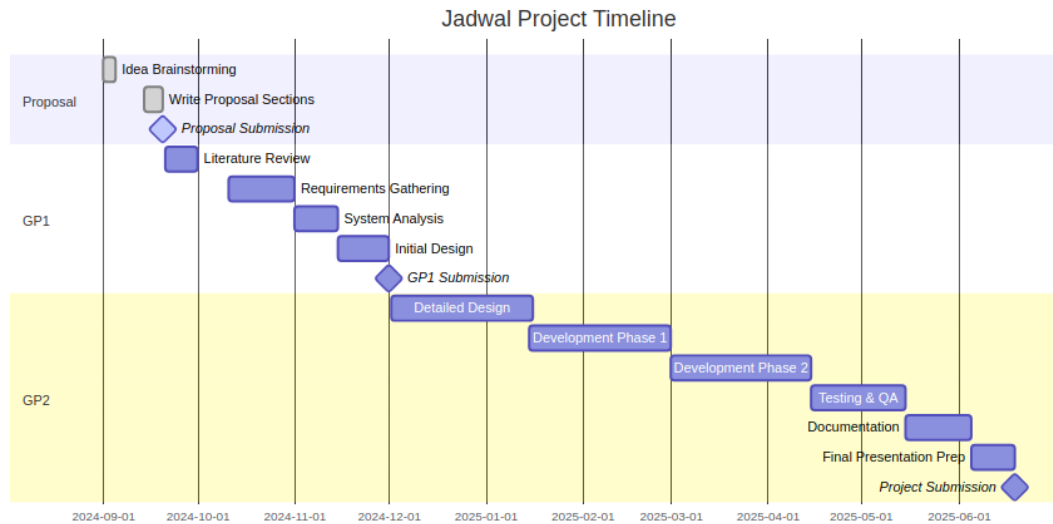 Jadwal Project Timeline
Proposal
Idea Brainstorming
Write Proposal Sections
Proposal Submission
GP1
Literature Review
Requirements Gathering
System Analysis
Initial Design
GP1 Submission
GP2
Detailed Design
Development Phase 1
Development Phase 2
Testing & QA
Documentation
Final Presentation Prep
Project Submission
2024-09-01 2024-10-01 2024-11-01 2024-12-01 2025-01-01 2025-02-01 2025-03-01 2025-04-01 2025-05-01 2025-06-01